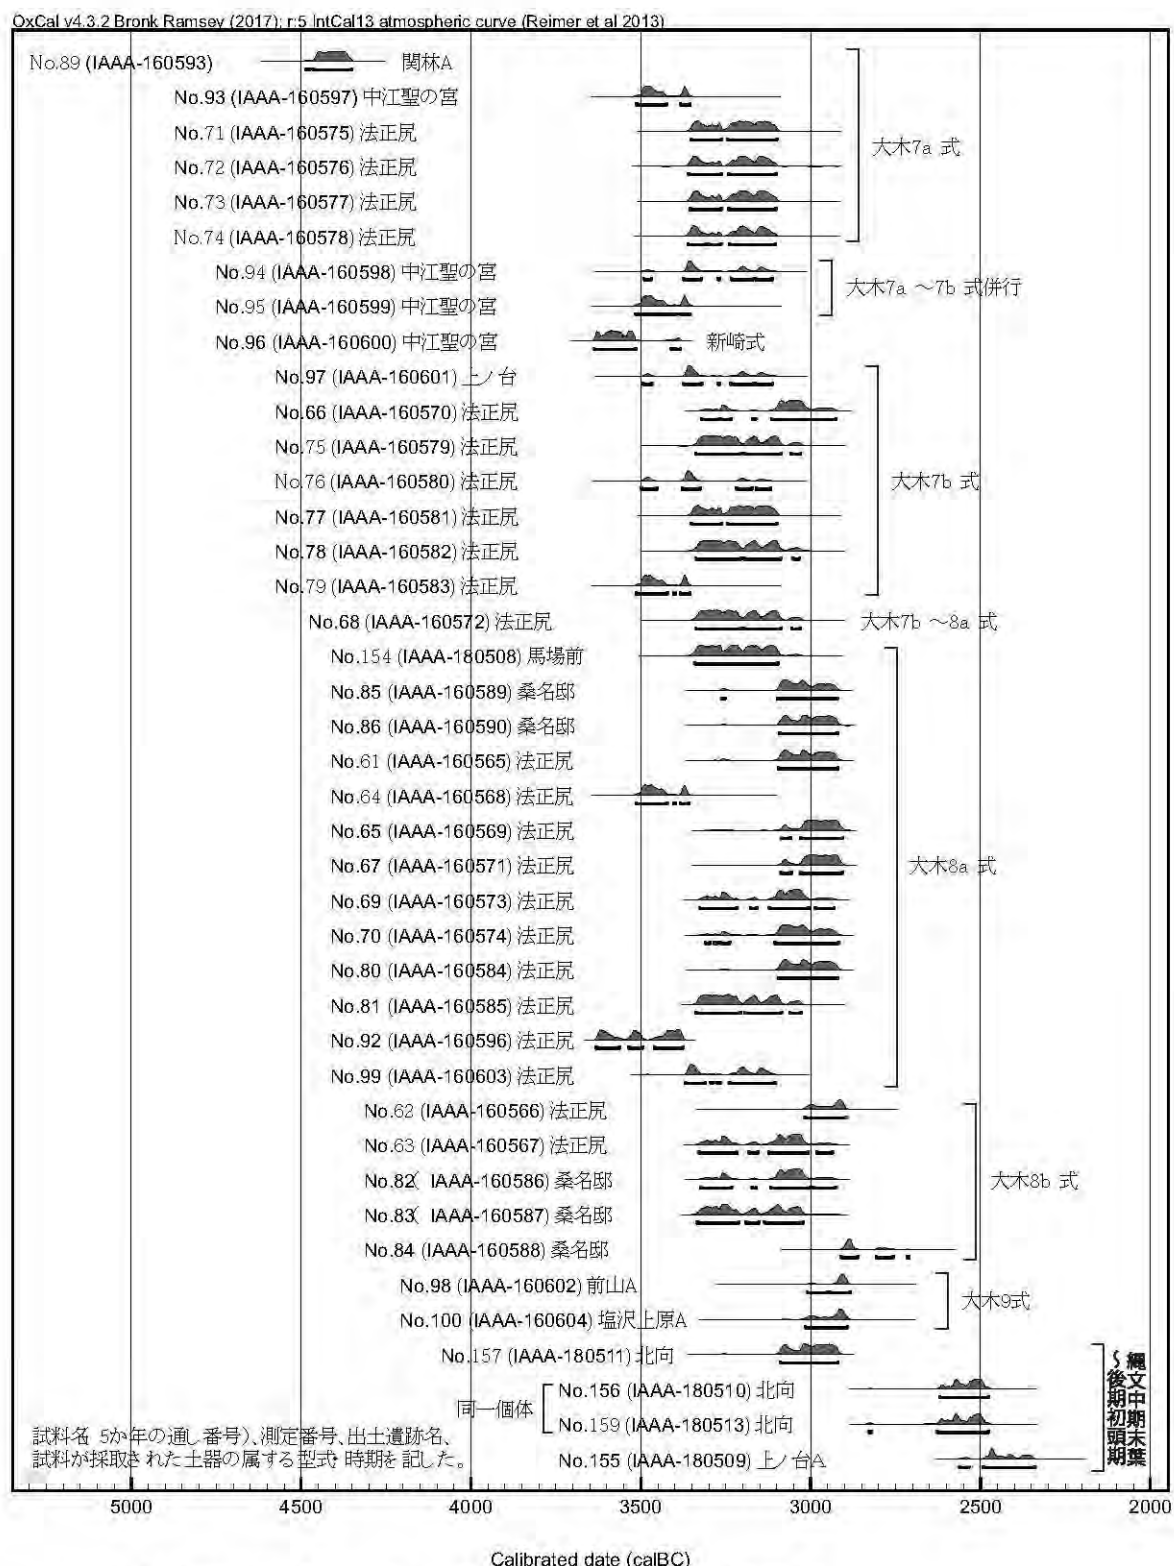 OxCal v4.3.2 Bronk Ramsey (2017); r:5 IntCal13 atmospheric curve (Reimer et al 2013)
No.89 (IAAA-160593) 関林A
No.93 (IAAA-160597) 中江聖の宮
No.71 (IAAA-160575) 法正尻
大木7a 式
No.72 (IAAA-160576) 法正尻
No.73 (IAAA-160577) 法正尻
No.74 (IAAA-160578) 法正尻
No.94 (IAAA-160598) 中江聖の宮
大木7a ～7b 式併行
No.95 (IAAA-160599) 中江聖の宮
No.96 (IAAA-160600) 中江聖の宮 新崎式
No.97 (IAAA-160601) 上ノ台
No.66 (IAAA-160570) 法正尻
No.75 (IAAA-160579) 法正尻
No.76 (IAAA-160580) 法正尻 大木7b 式
No.77 (IAAA-160581) 法正尻
No.78 (IAAA-160582) 法正尻
No.79 (IAAA-160583) 法正尻
No.68 (IAAA-160572) 法正尻 大木7b ～8a 式
No.154 (IAAA-180508) 馬場前
No.85 (IAAA-160589) 桑名邸
No.86 (IAAA-160590) 桑名邸
No.61 (IAAA-160565) 法正尻
No.64 (IAAA-160568) 法正尻
No.65 (IAAA-160569) 法正尻
No.67 (IAAA-160571) 法正尻 大木8a 式
No.69 (IAAA-160573) 法正尻
No.70 (IAAA-160574) 法正尻
No.80 (IAAA-160584) 法正尻
No.81 (IAAA-160585) 法正尻
No.92 (IAAA-160596) 法正尻
No.99 (IAAA-160603) 法正尻
No.62 (IAAA-160566) 法正尻
No.63 (IAAA-160567) 法正尻
No.82( IAAA-160586) 桑名邸 大木8b 式
No.83( IAAA-160587) 桑名邸
No.84 (IAAA-160588) 桑名邸
No.98 (IAAA-160602) 前山A
大木9式
No.100 (IAAA-160604) 塩沢上原A
No.157 (IAAA-180511) 北向
No.156 (IAAA-180510) 北向
同一個体
No.159 (IAAA-180513) 北向
No.155 (IAAA-180509) 上ノ台A
縄文中期末葉
～後期初頭期
試料名 5か年の通し番号)、測定番号、出土遺跡名、
試料が採取された土器の属する型式・時期を記した。
5000 4500 4000 3500 3000 2500 2000
Calibrated date (calBC)